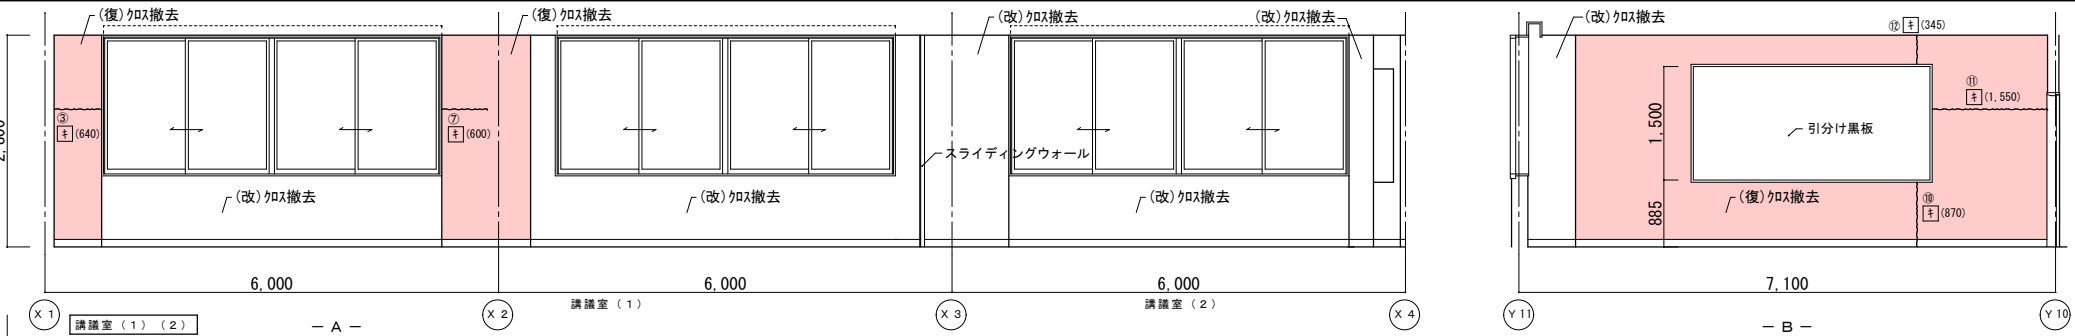 (復)ｸﾛｽ撤去
(復)ｸﾛｽ撤去
(改)ｸﾛｽ撤去
(改)ｸﾛｽ撤去
(改)ｸﾛｽ撤去
⑫ キ (345)
③
キ (640)
⑦
キ (600)
⑪
キ (1,550)
1,500
引分け黒板
スライディングウォール
(改)ｸﾛｽ撤去
(改)ｸﾛｽ撤去
(改)ｸﾛｽ撤去
(復)ｸﾛｽ撤去
⑩
キ (870)
885
6,000
6,000
6,000
7,100
講議室（1）
講議室（2）
X1
X2
X3
X4
Y11
Y10
講議室（1）（2）
－A－
－B－